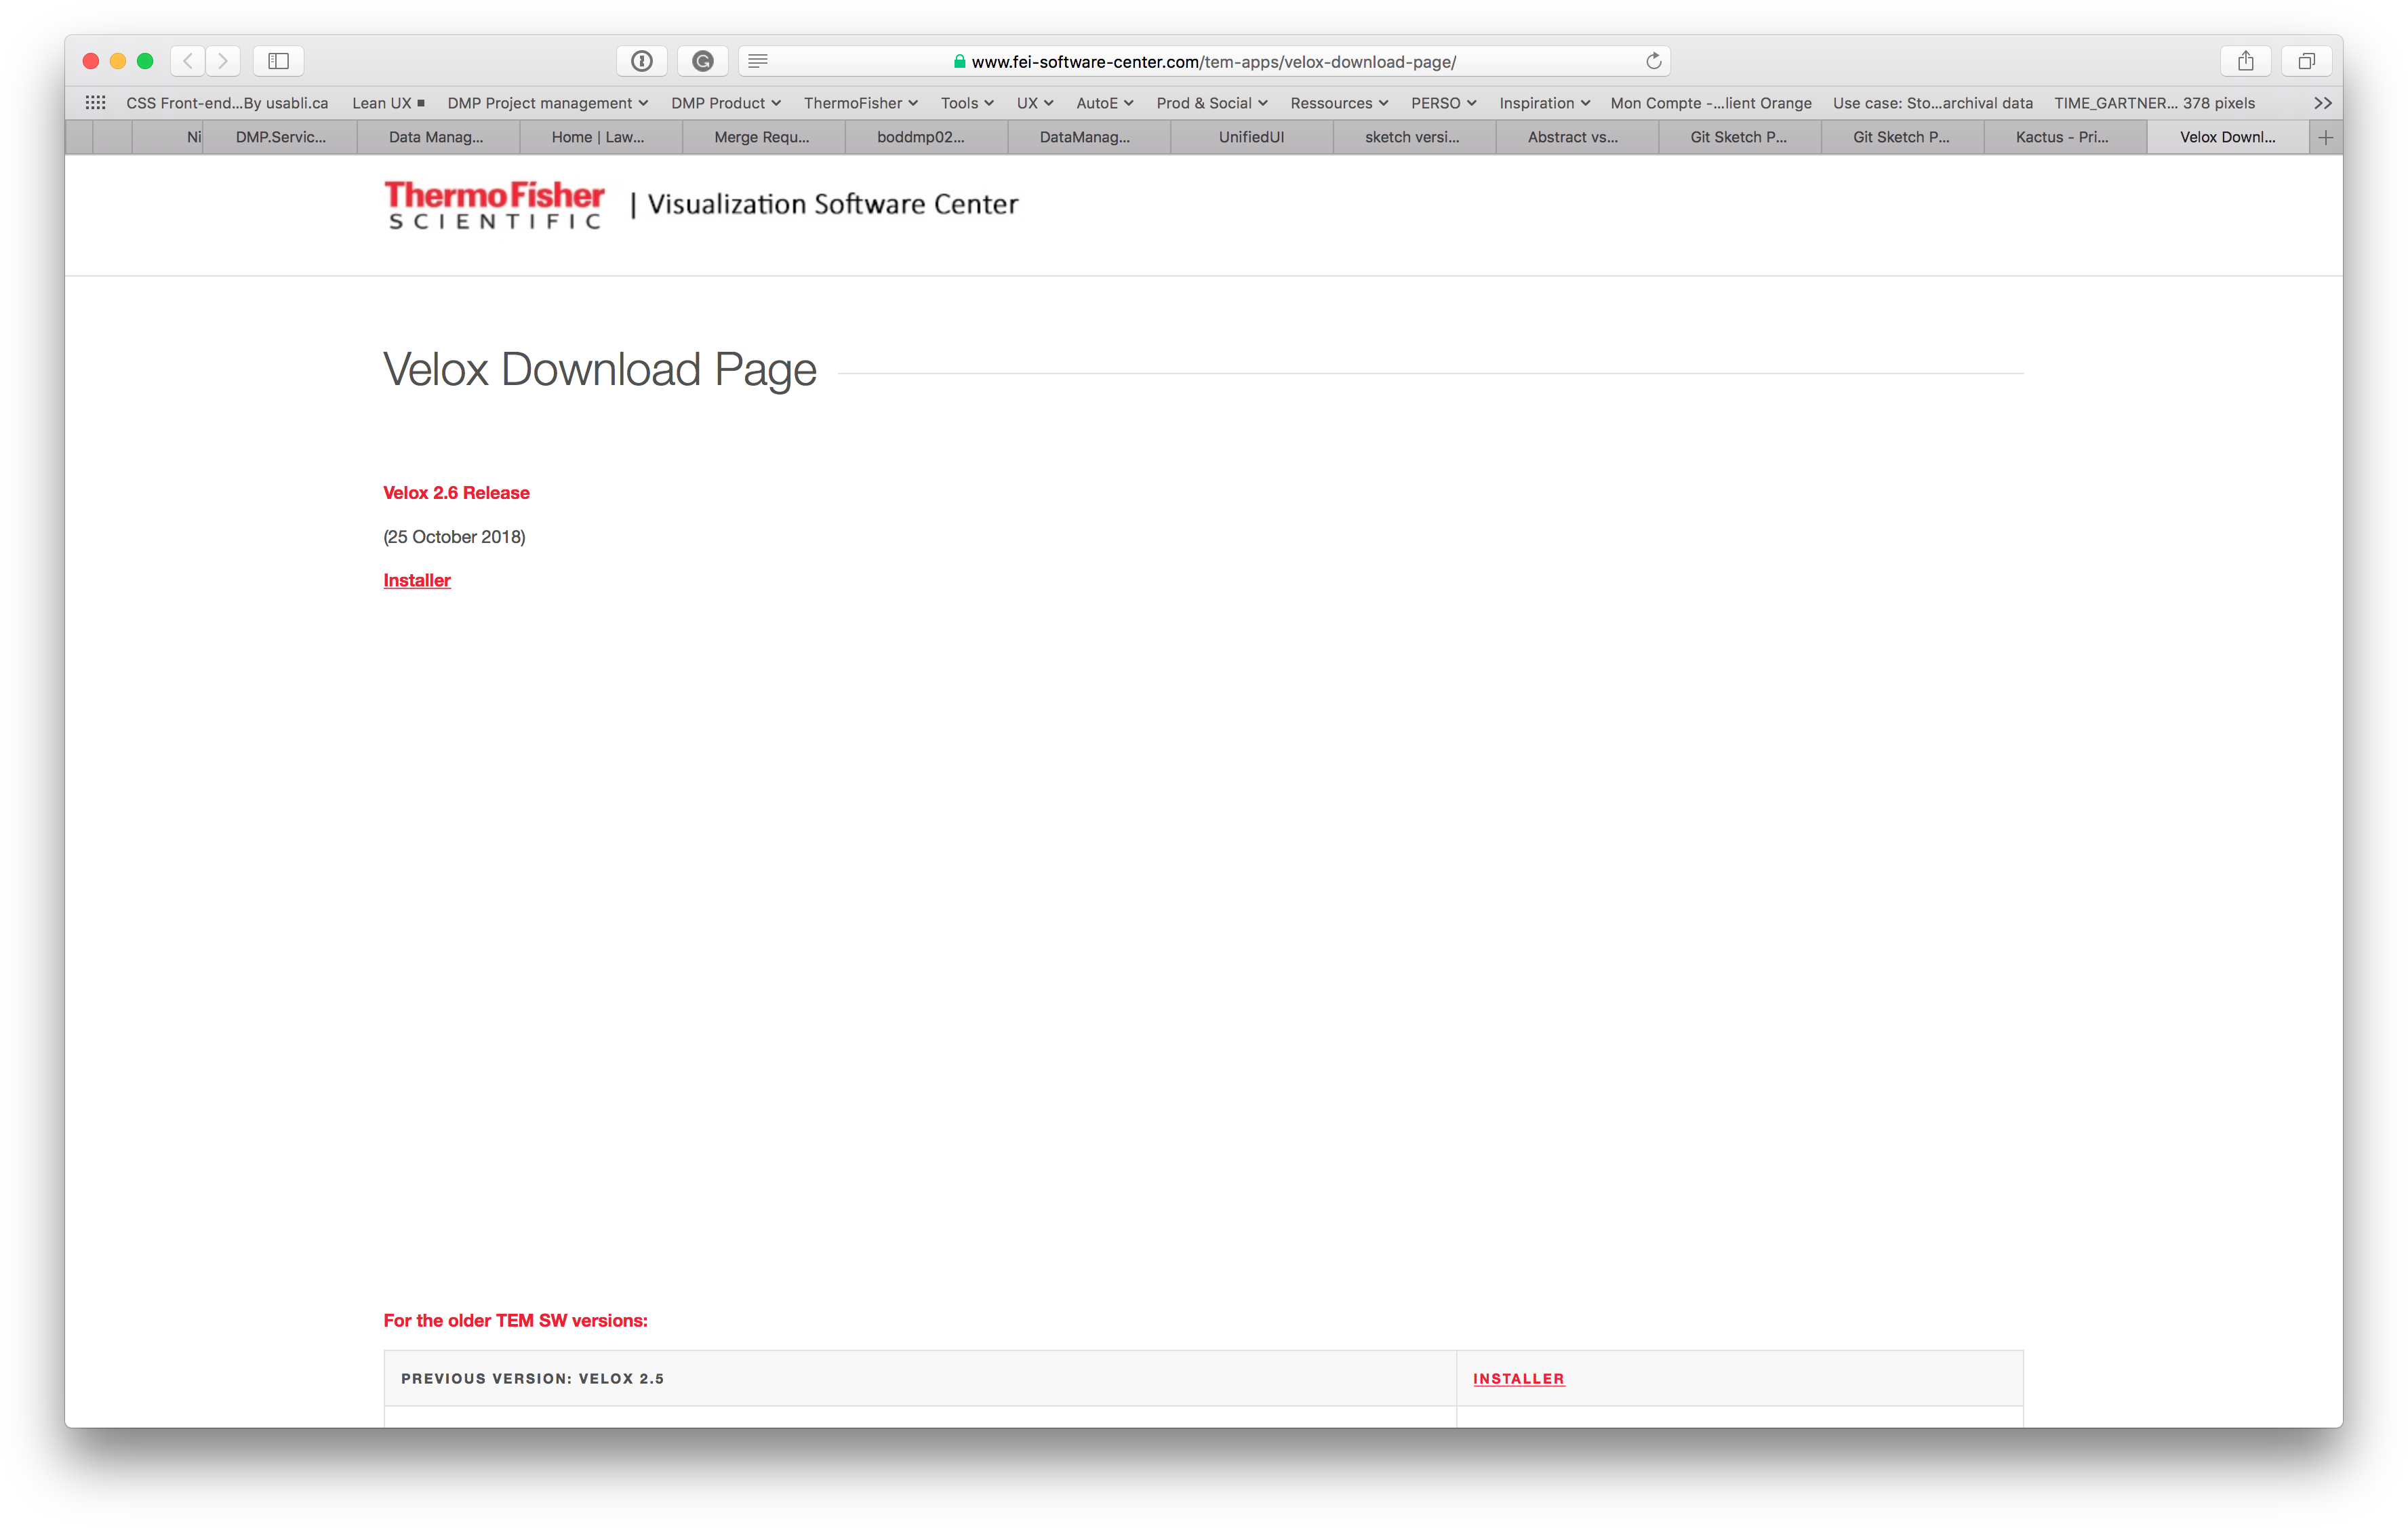 www.fei-software-center.com/tem-apps/velox-download-page/
CSS Front-end...By usabli.ca Lean UX DMP Project management DMP Product ThermoFisher Tools UX AutoE Prod & Social Ressources PERSO Inspiration Mon Compte -...lient Orange Use case: Sto...archival data TIME_GARTNER... 378 pixels
Ni DMP.Servic... Data Manag... Home | Law... Merge Requ... boddmp02... DataManag... UnifiedUI sketch versi... Abstract vs... Git Sketch P... Git Sketch P... Kactus - Pri... Velox Downl...
ThermoFisher
SCIENTIFIC
| Visualization Software Center
Velox Download Page
Velox 2.6 Release
(25 October 2018)
Installer
For the older TEM SW versions:
PREVIOUS VERSION: VELOX 2.5 INSTALLER